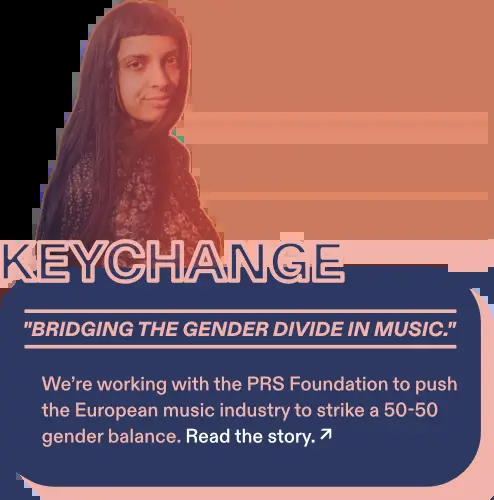 KEYCHANGE
"BRIDGING THE GENDER DIVIDE IN MUSIC."
We’re working with the PRS Foundation to push
the European music industry to strike a 50-50
gender balance. Read the story. ↗